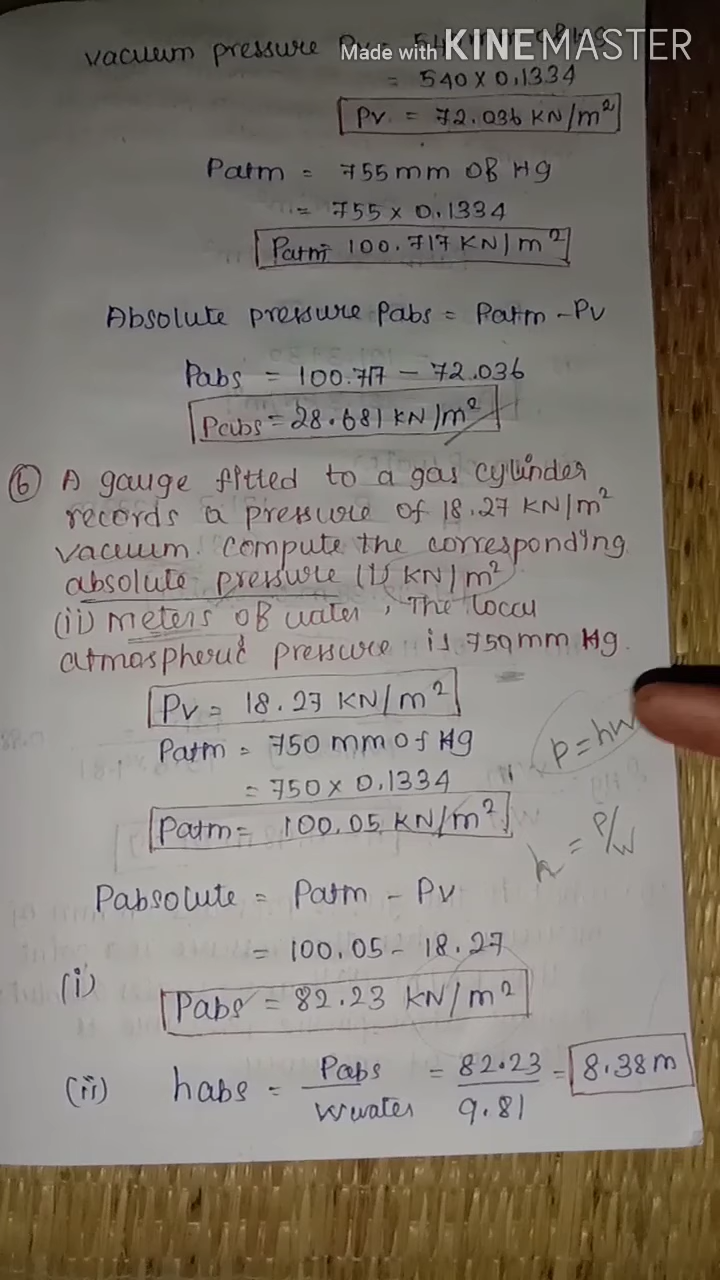 vacuum pressure
Made with KINEMASTER
= 540 x 0.1334
Pv = 72.036 KN/m²
Patm = 755 mm OB Hg
= 755 x 0.1334
Patm = 100.717 KN/m²
Absolute pressure Pabs = Patm - Pv
Pabs = 100.717 - 72.036
Pabs = 28.681 KN/m²
⑥ A gauge fitted to a gas cylinder
records a pressure of 18.27 KN/m²
vacuum. compute the corresponding
absolute pressure (i) KN/m²
(ii) meters OB water, The local
atmospheric pressure is 750mm Hg.
Pv = 18.27 KN/m²
Patm = 750 mm of Hg
P = hw
= 750 x 0.1334
Patm = 100.05 KN/m²
h = P/w
Pabsolute = Patm - Pv
= 100.05 - 18.27
(i)
Pabs = 82.23 KN/m²
(ii) habs = Pabs / Wwater = 82.23 / 9.81 = 8.38m